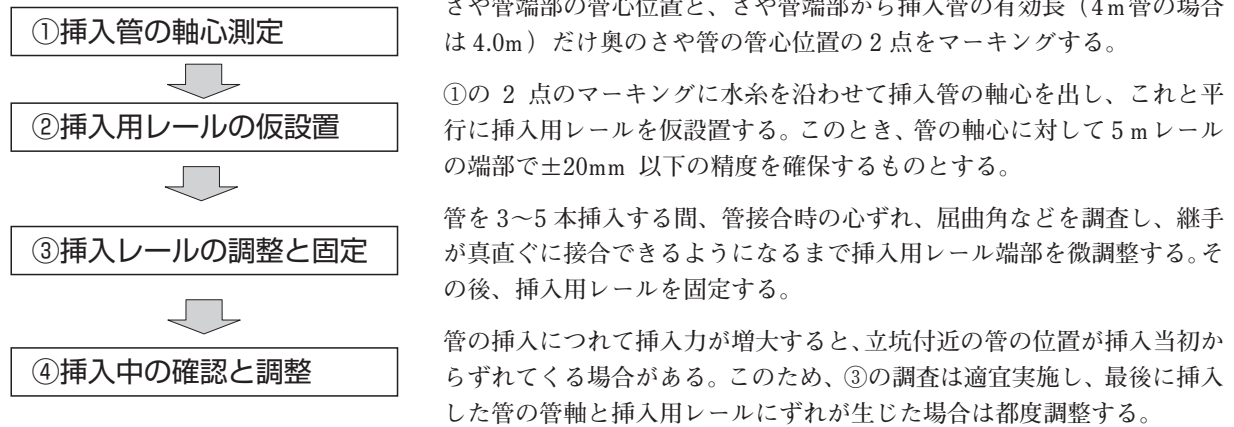 ①挿入管の軸心測定
さや管端部の管心位置と、さや管端部から挿入管の有効長（4m管の場合
は 4.0m）だけ奥のさや管の管心位置の 2 点をマーキングする。
②挿入用レールの仮設置
①の 2 点のマーキングに水糸を沿わせて挿入管の軸心を出し、これと平
行に挿入用レールを仮設置する。このとき、管の軸心に対して 5 m レール
の端部で±20mm 以下の精度を確保するものとする。
③挿入レールの調整と固定
管を 3～5 本挿入する間、管接合時の心ずれ、屈曲角などを調査し、継手
が真直ぐに接合できるようになるまで挿入用レール端部を微調整する。そ
の後、挿入用レールを固定する。
④挿入中の確認と調整
管の挿入につれて挿入力が増大すると、立坑付近の管の位置が挿入当初か
らずれてくる場合がある。このため、③の調査は適宜実施し、最後に挿入
した管の管軸と挿入用レールにずれが生じた場合は都度調整する。